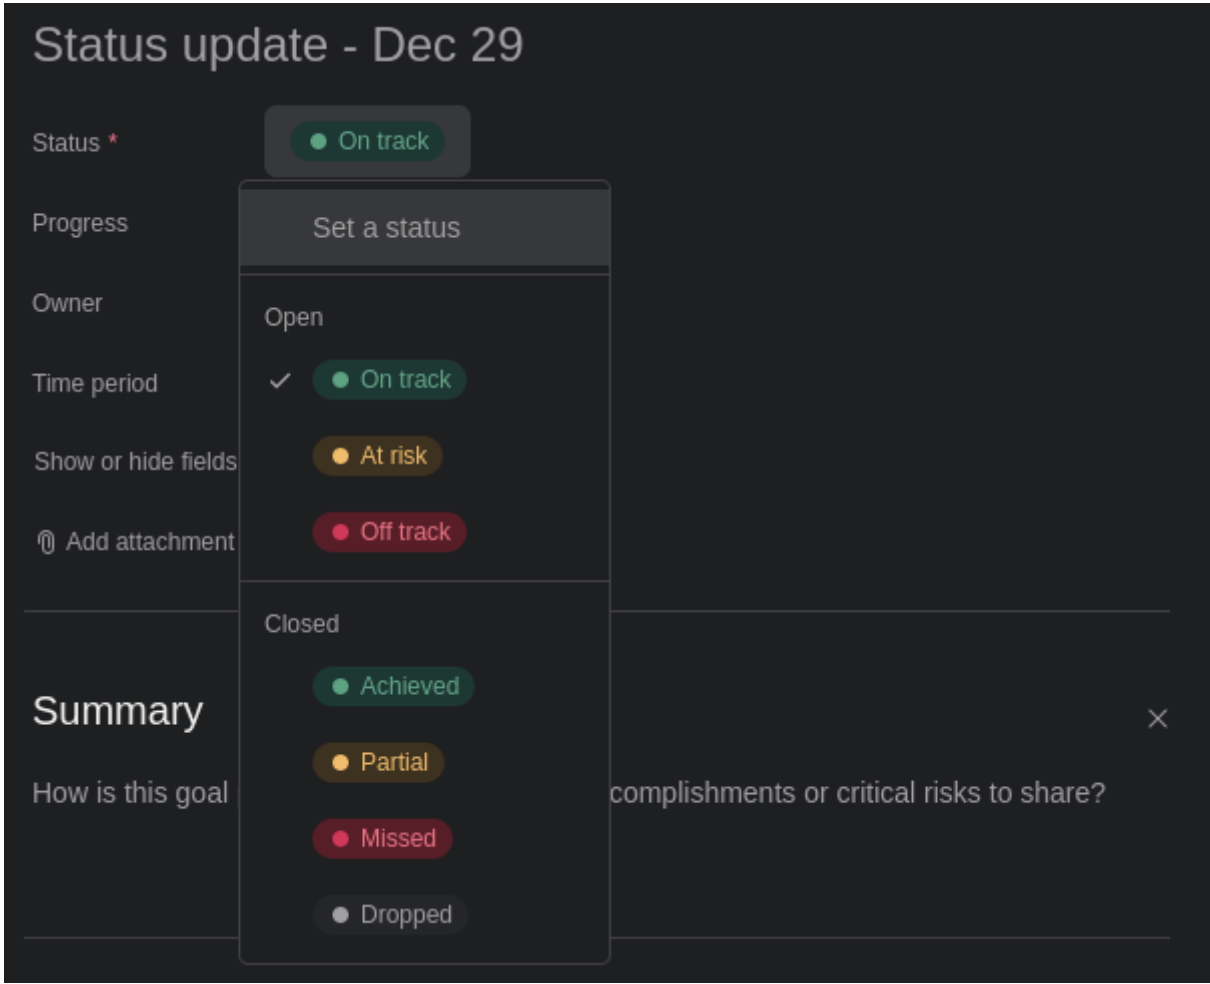 Status update - Dec 29
Status *
On track
Progress
Set a status
Owner
Open
Time period
On track
Show or hide fields
At risk
Add attachment
Off track
Closed
Summary
Achieved
Partial
How is this goal
complishments or critical risks to share?
Missed
Dropped